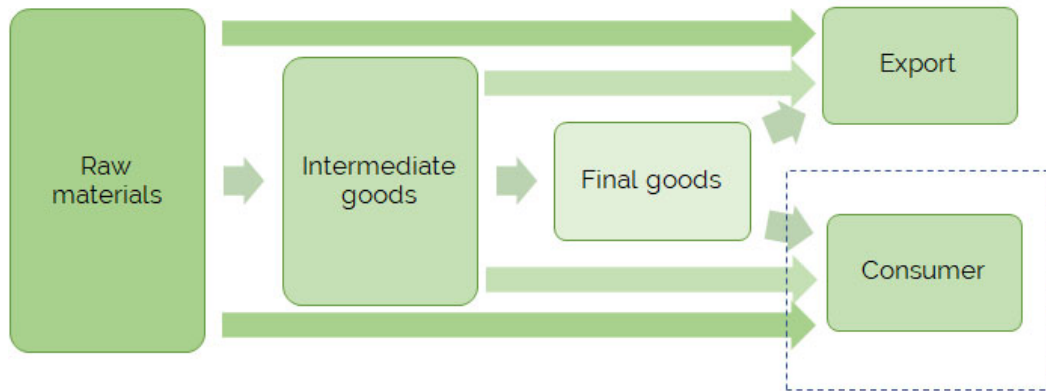 Raw
materials
Intermediate
goods
Final goods
Export
Consumer